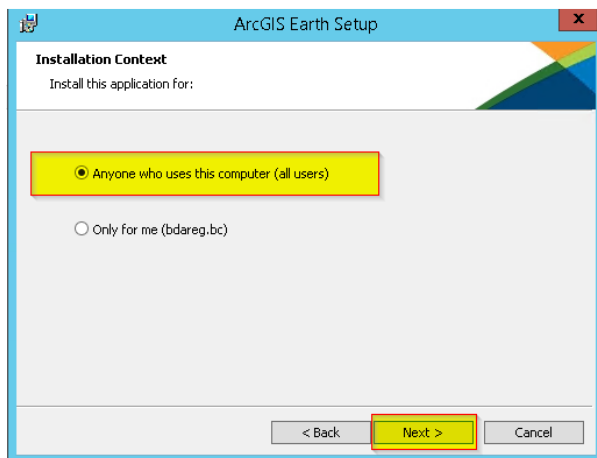 ArcGIS Earth Setup
x
Installation Context
Install this application for:
Anyone who uses this computer (all users)
Only for me (bdareg.bc)
< Back Next > Cancel